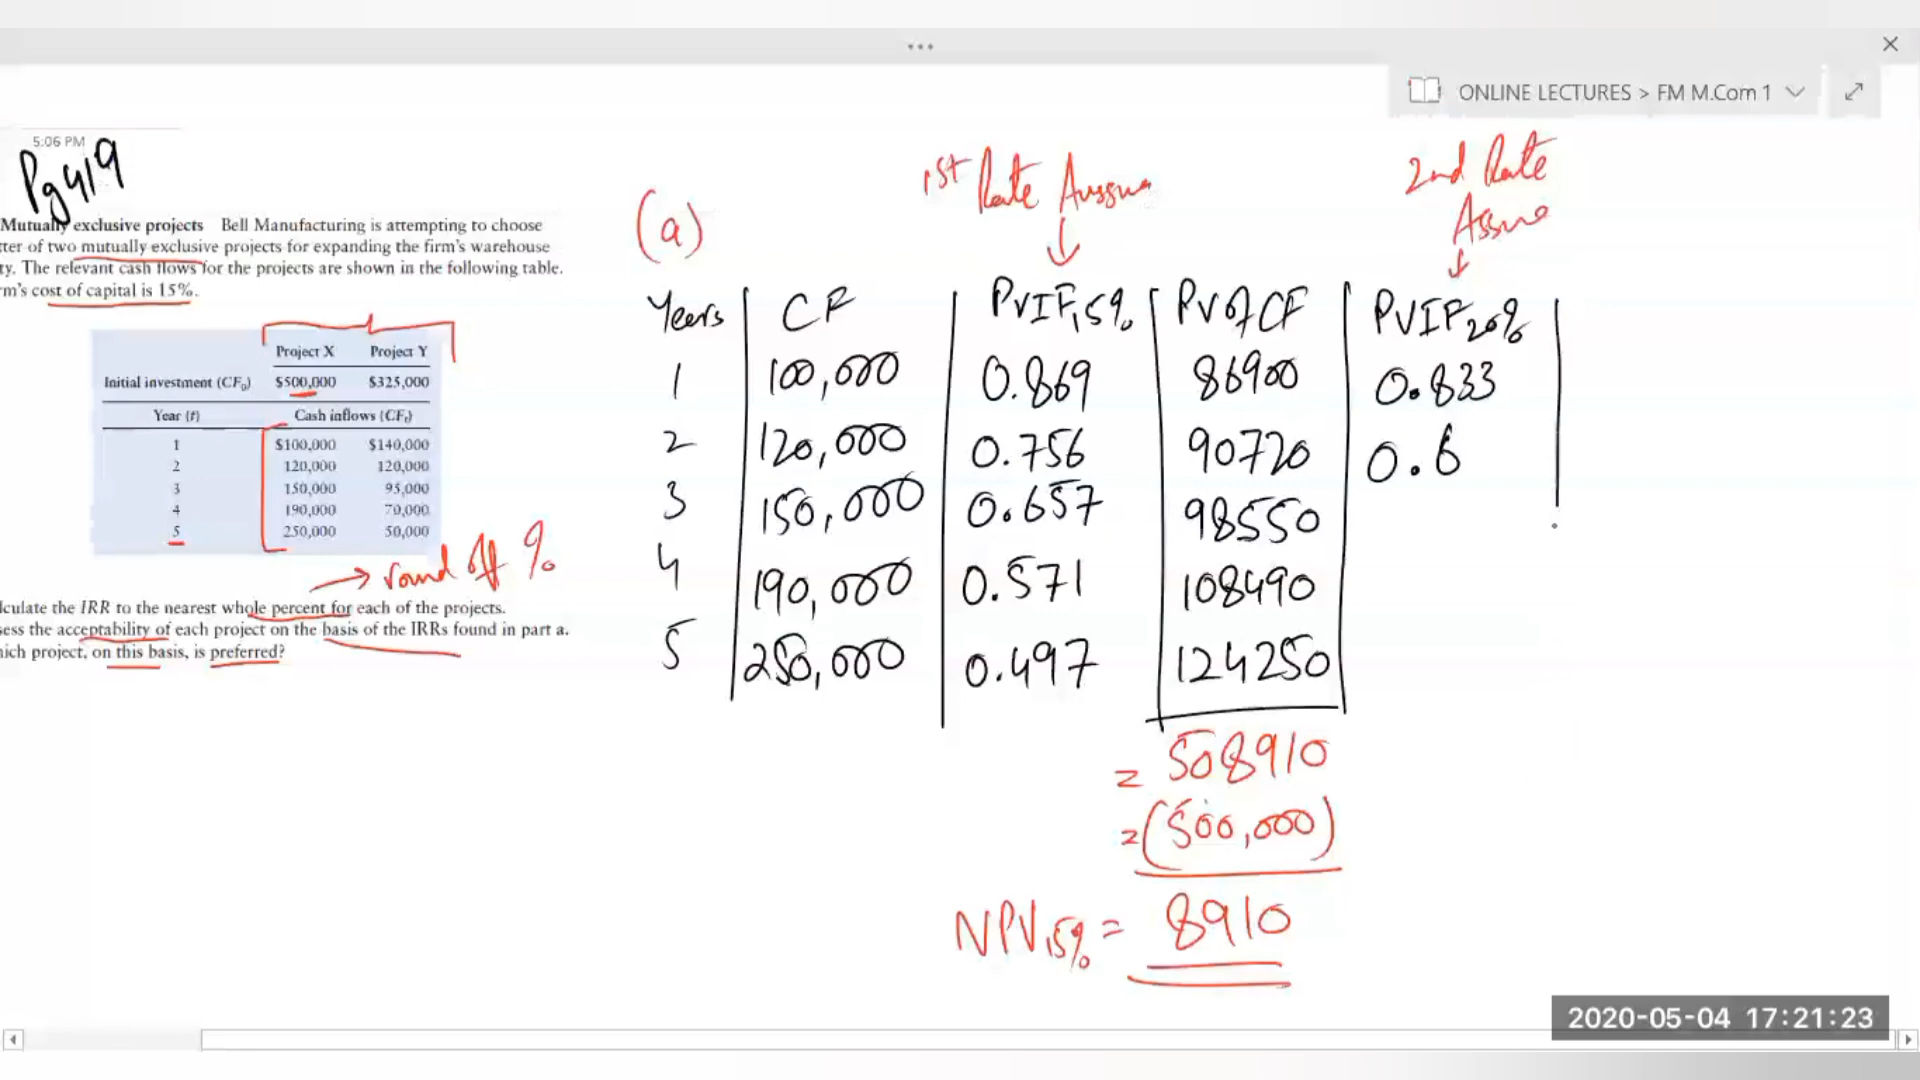 ONLINE LECTURES > FM M.Com 1
5:06 PM
Pg 419
Mutually exclusive projects Bell Manufacturing is attempting to choose
tter of two mutually exclusive projects for expanding the firm's warehouse
ty. The relevant cash flows for the projects are shown in the following table.
rm's cost of capital is 15%.
Project X Project Y
Initial investment (CF₀) $500,000 $325,000
Year (t) Cash inflows (CFₜ)
1 $100,000 $140,000
2 120,000 120,000
3 150,000 95,000
4 190,000 70,000
5 250,000 50,000
→ round off %
lculate the IRR to the nearest whole percent for each of the projects.
sess the acceptability of each project on the basis of the IRRs found in part a.
hich project, on this basis, is preferred?
(a)
1st Rate
2nd Rate
Years CF PVIF15% PV of CF PVIF20%
1 100,000 0.869 86900 0.833
2 120,000 0.756 90720 0.6
3 150,000 0.657 98550
4 190,000 0.571 108490
5 250,000 0.497 124250
= 508910
= (500,000)
NPV15% = 8910
2020-05-04 17:21:23